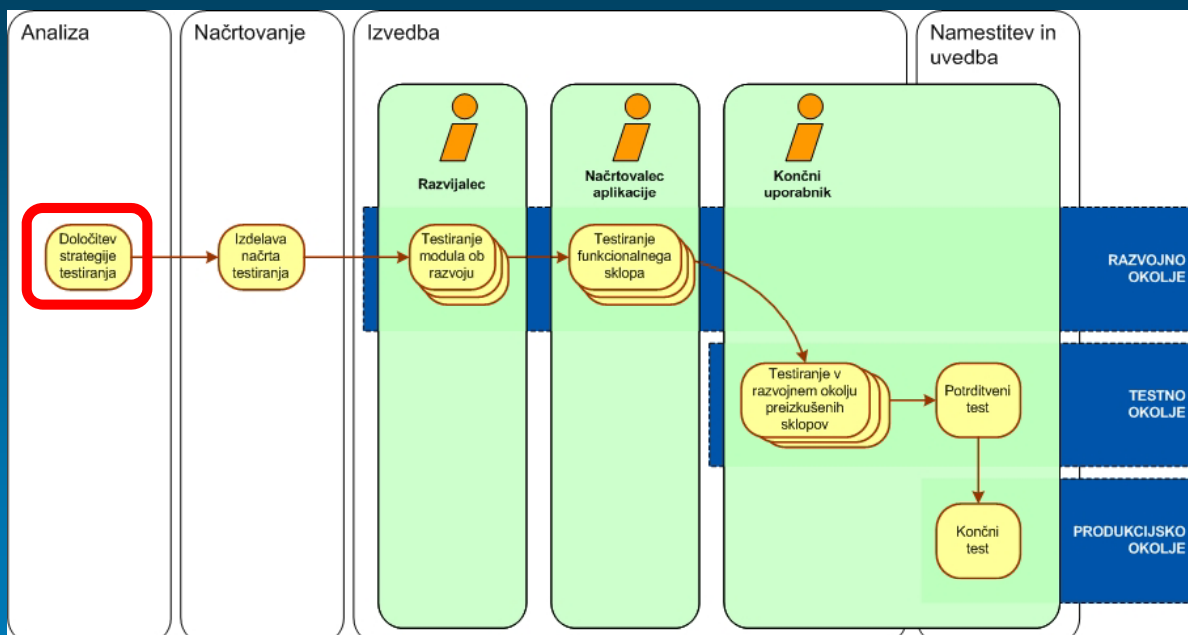 Analiza
Načrtovanje
Izvedba
Namestitev in
uvedba
Razvijalec
Načrtovalec
aplikacije
Končni
uporabnik
Določitev
strategije
testiranja
Izdelava
načrta
testiranja
Testiranje
modula ob
razvoju
Testiranje
funkcionalnega
sklopa
RAZVOJNO
OKOLJE
Testiranje v
razvojnem okolju
preizkušenih
sklopov
Potrditveni
test
TESTNO
OKOLJE
Končni
test
PRODUKCIJSKO
OKOLJE